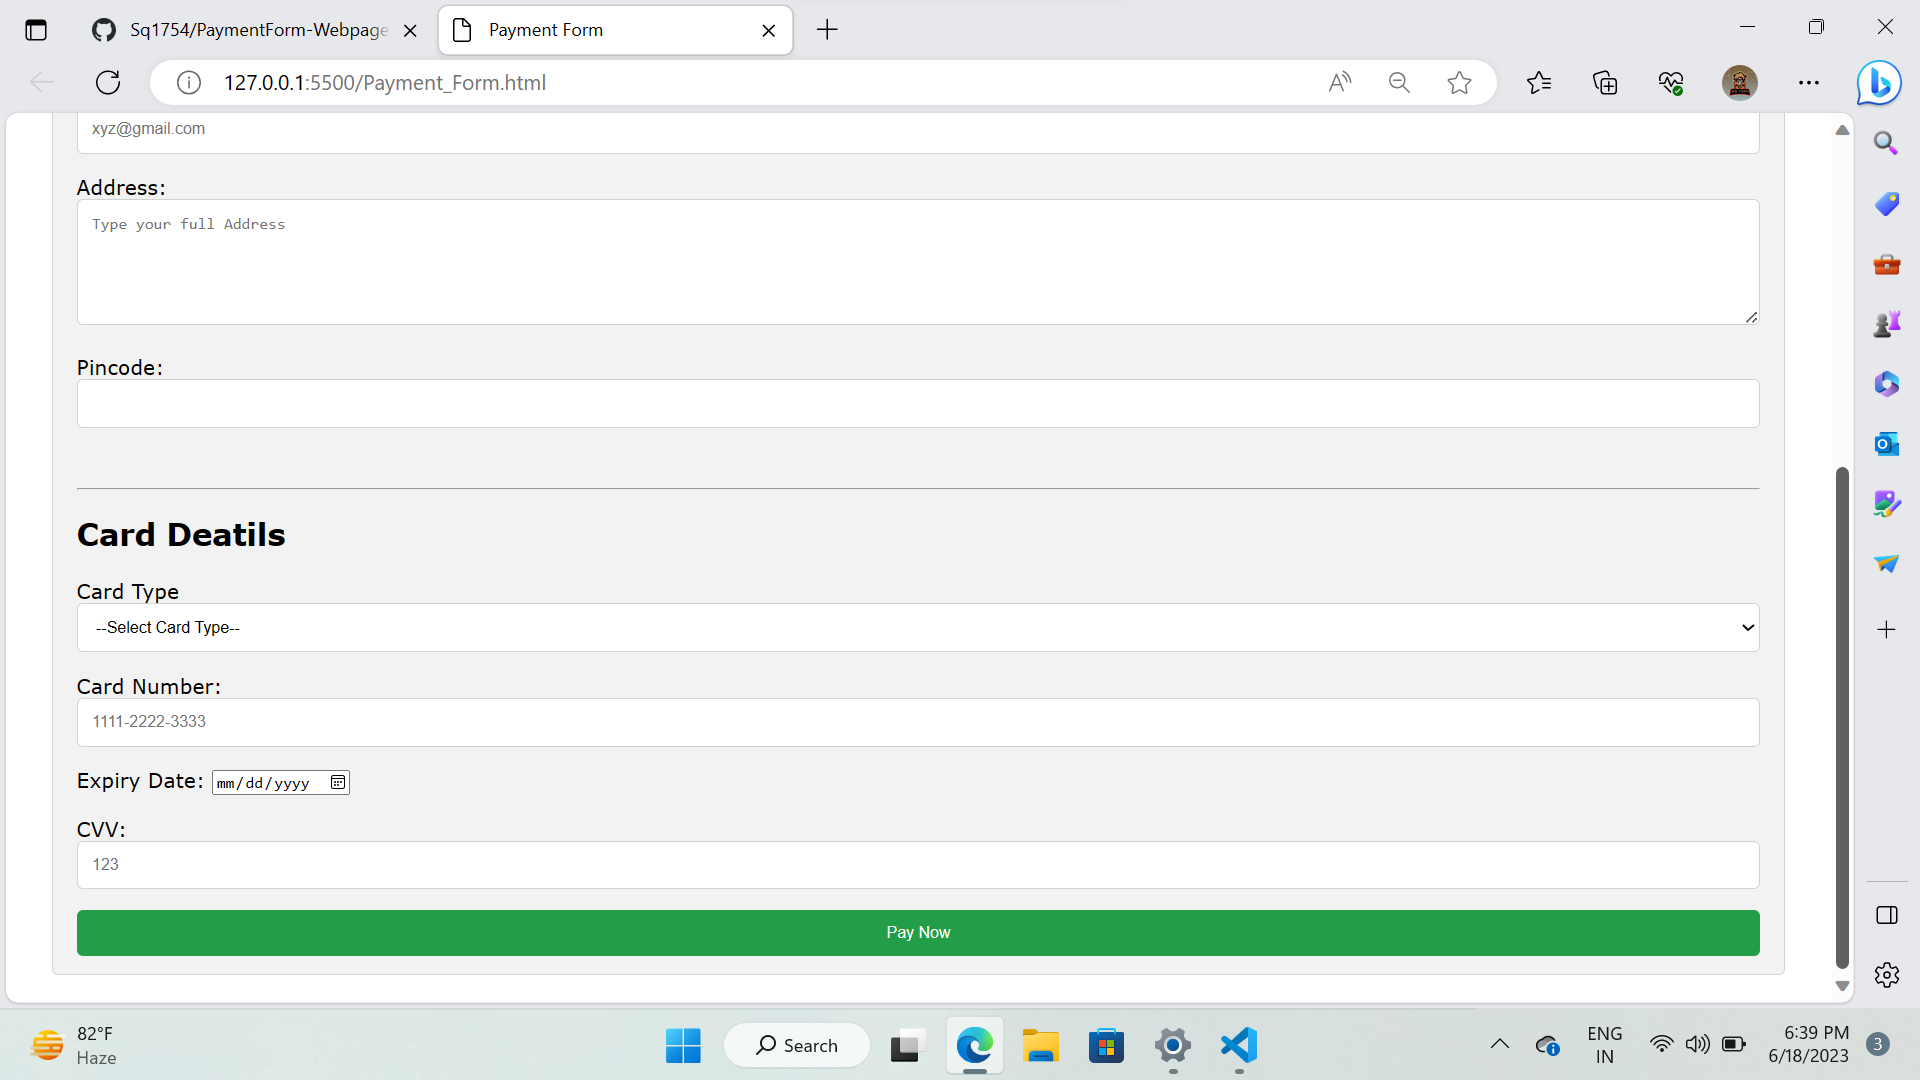 Sq1754/PaymentForm-Webpage
Payment Form
127.0.0.1:5500/Payment_Form.html
xyz@gmail.com
Address:
Type your full Address
Pincode:
Card Deatils
Card Type
--Select Card Type--
Card Number:
1111-2222-3333
Expiry Date: mm/dd/yyyy
CVV:
123
Pay Now
82°F
Haze
Search
ENG
IN
6:39 PM
6/18/2023
3